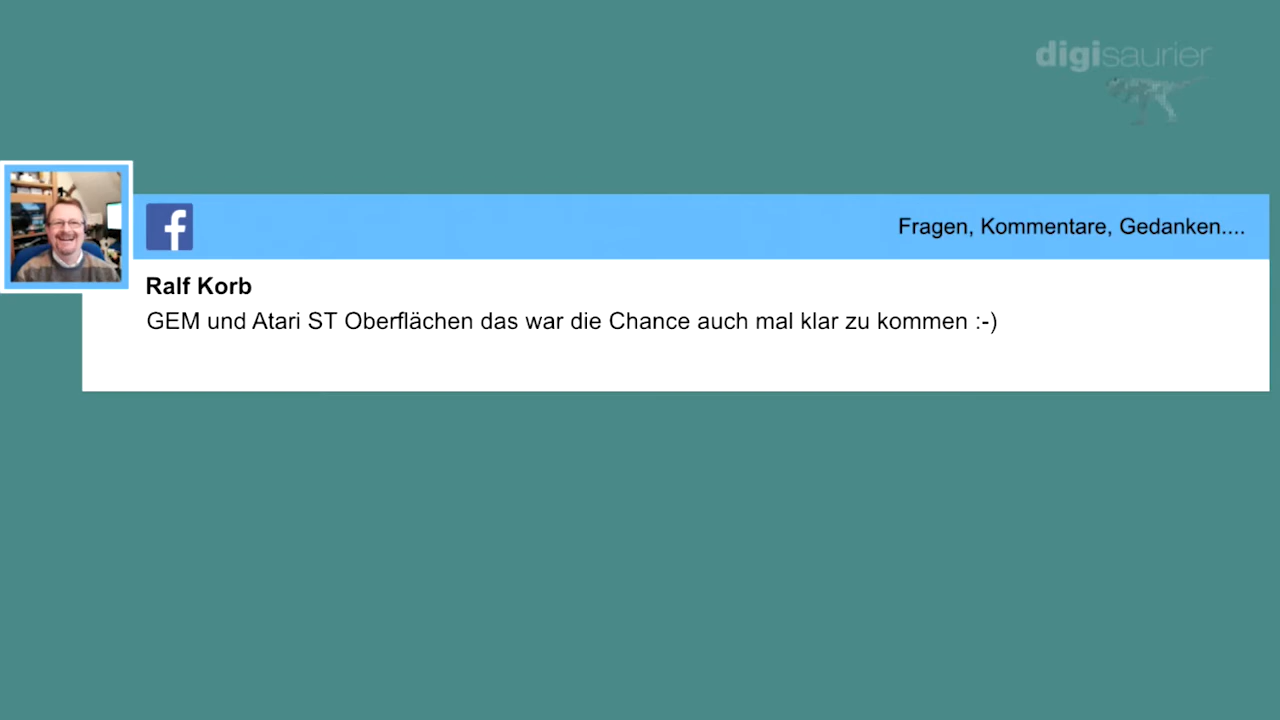 digisaurier
Fragen, Kommentare, Gedanken....
Ralf Korb
GEM und Atari ST Oberflächen das war die Chance auch mal klar zu kommen :-)